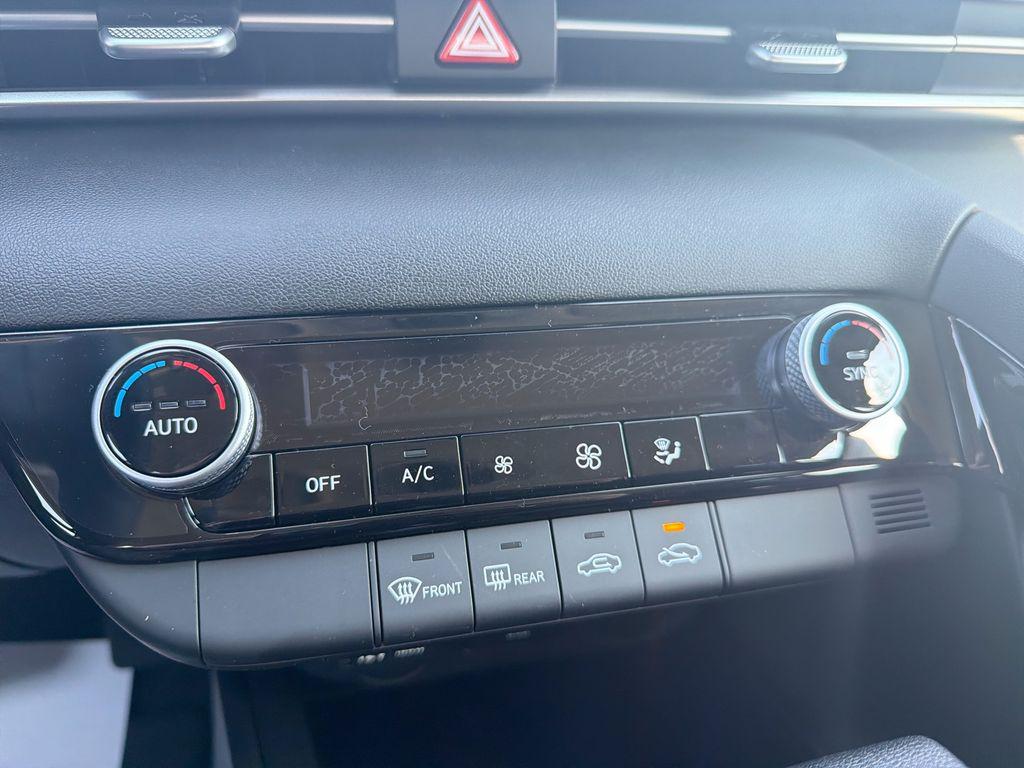 AUTO
SYNC
OFF
A/C
FRONT
REAR